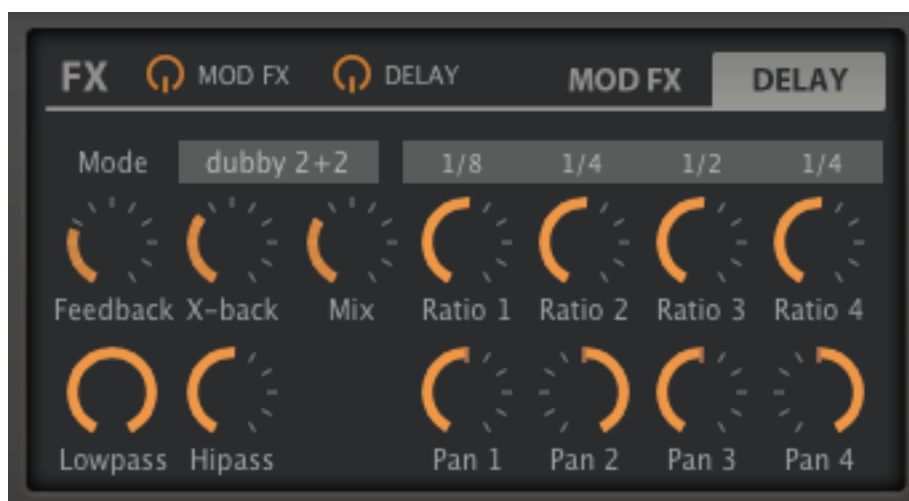 FX MOD FX DELAY MOD FX DELAY
Mode dubby 2+2 1/8 1/4 1/2 1/4
Feedback X-back Mix Ratio 1 Ratio 2 Ratio 3 Ratio 4
Lowpass Hipass Pan 1 Pan 2 Pan 3 Pan 4